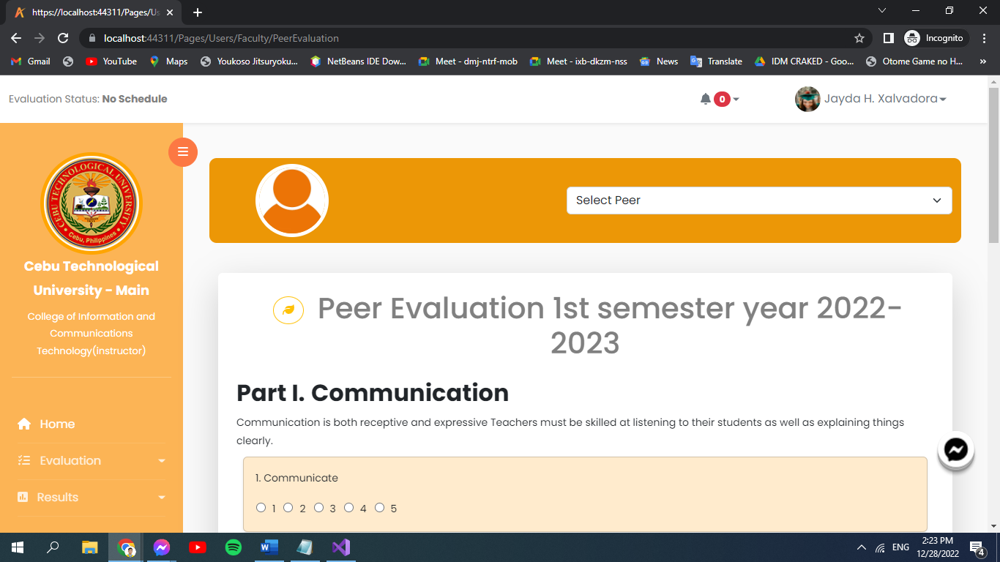 https://localhost:44311/Pages/Us
localhost:44311/Pages/Users/Faculty/PeerEvaluation
Incognito
Gmail
YouTube
Maps
Youkoso Jitsuryoku...
NetBeans IDE Dow...
Meet - dmj-ntrf-mob
Meet - ixb-dkzm-nss
News
Translate
IDM CRAKED - Goo...
Otome Game no H...
»
Evaluation Status: No Schedule
0
Jayda H. Xalvadora
CEBU TECHNOLOGICAL UNIVERSITY
Cebu, Philippines
Cebu Technological
University - Main
College of Information and
Communications
Technology(instructor)
Home
Evaluation
Results
Select Peer
Peer Evaluation 1st semester year 2022-
2023
Part I. Communication
Communication is both receptive and expressive Teachers must be skilled at listening to their students as well as explaining things
clearly.
1. Communicate
1 2 3 4 5
ENG
2:23 PM
12/28/2022
4